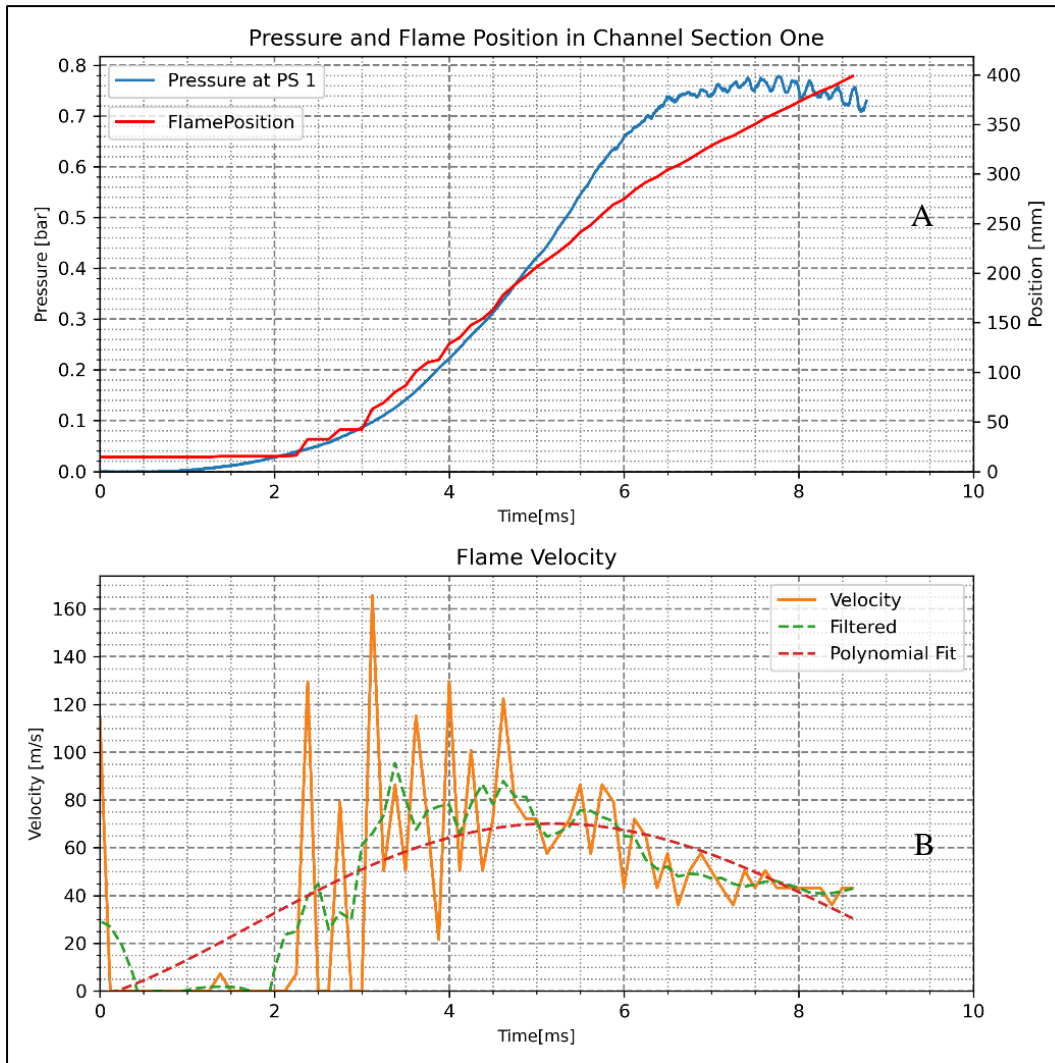 Pressure and Flame Position in Channel Section One
Pressure at PS 1
FlamePosition
0.8
0.7
0.6
0.5
0.4
0.3
0.2
0.1
0.0
Pressure [bar]
400
350
300
250
200
150
100
50
0
Position [mm]
A
0 2 4 6 8 10
Time[ms]
Flame Velocity
Velocity
Filtered
Polynomial Fit
160
140
120
100
80
60
40
20
0
Velocity [m/s]
B
0 2 4 6 8 10
Time[ms]